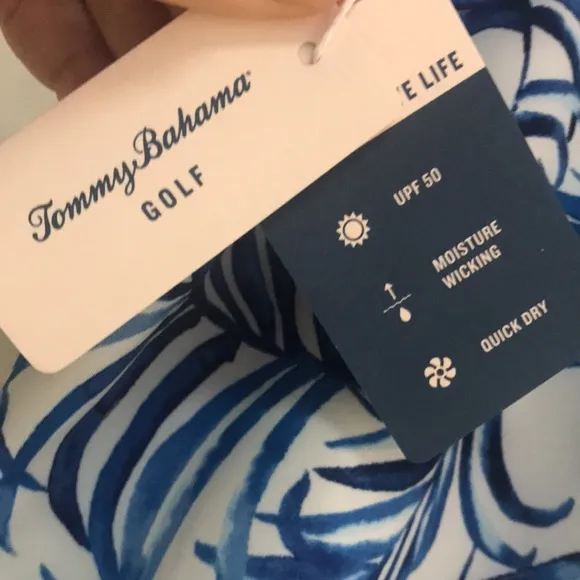 Tommy Bahama
GOLF
'E LIFE
UPF 50
MOISTURE
WICKING
QUICK DRY